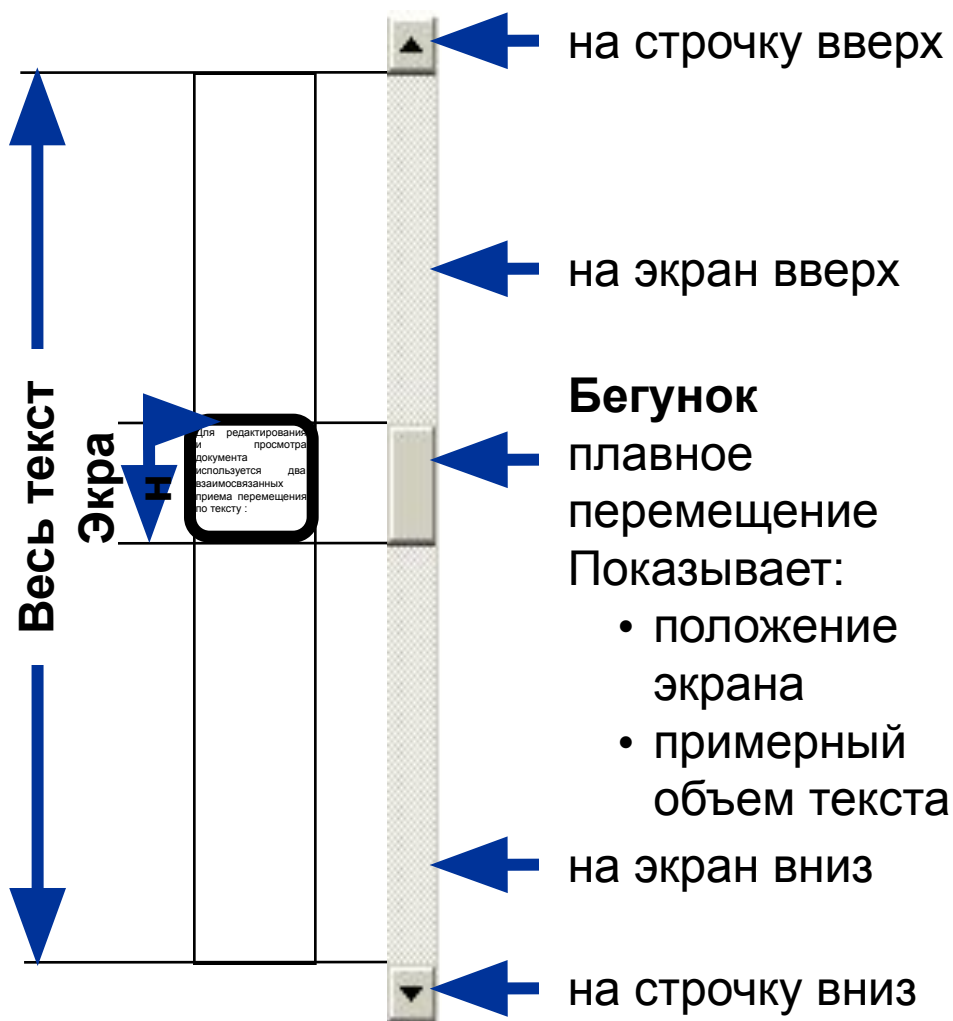 на строчку вверх
на экран вверх
Весь текст
Экра
н
Для редактирования
и просмотра
документа
используется два
взаимосвязанных
приема перемещения
по тексту :
Бегунок
плавное
перемещение
Показывает:
• положение
экрана
• примерный
объем текста
на экран вниз
на строчку вниз